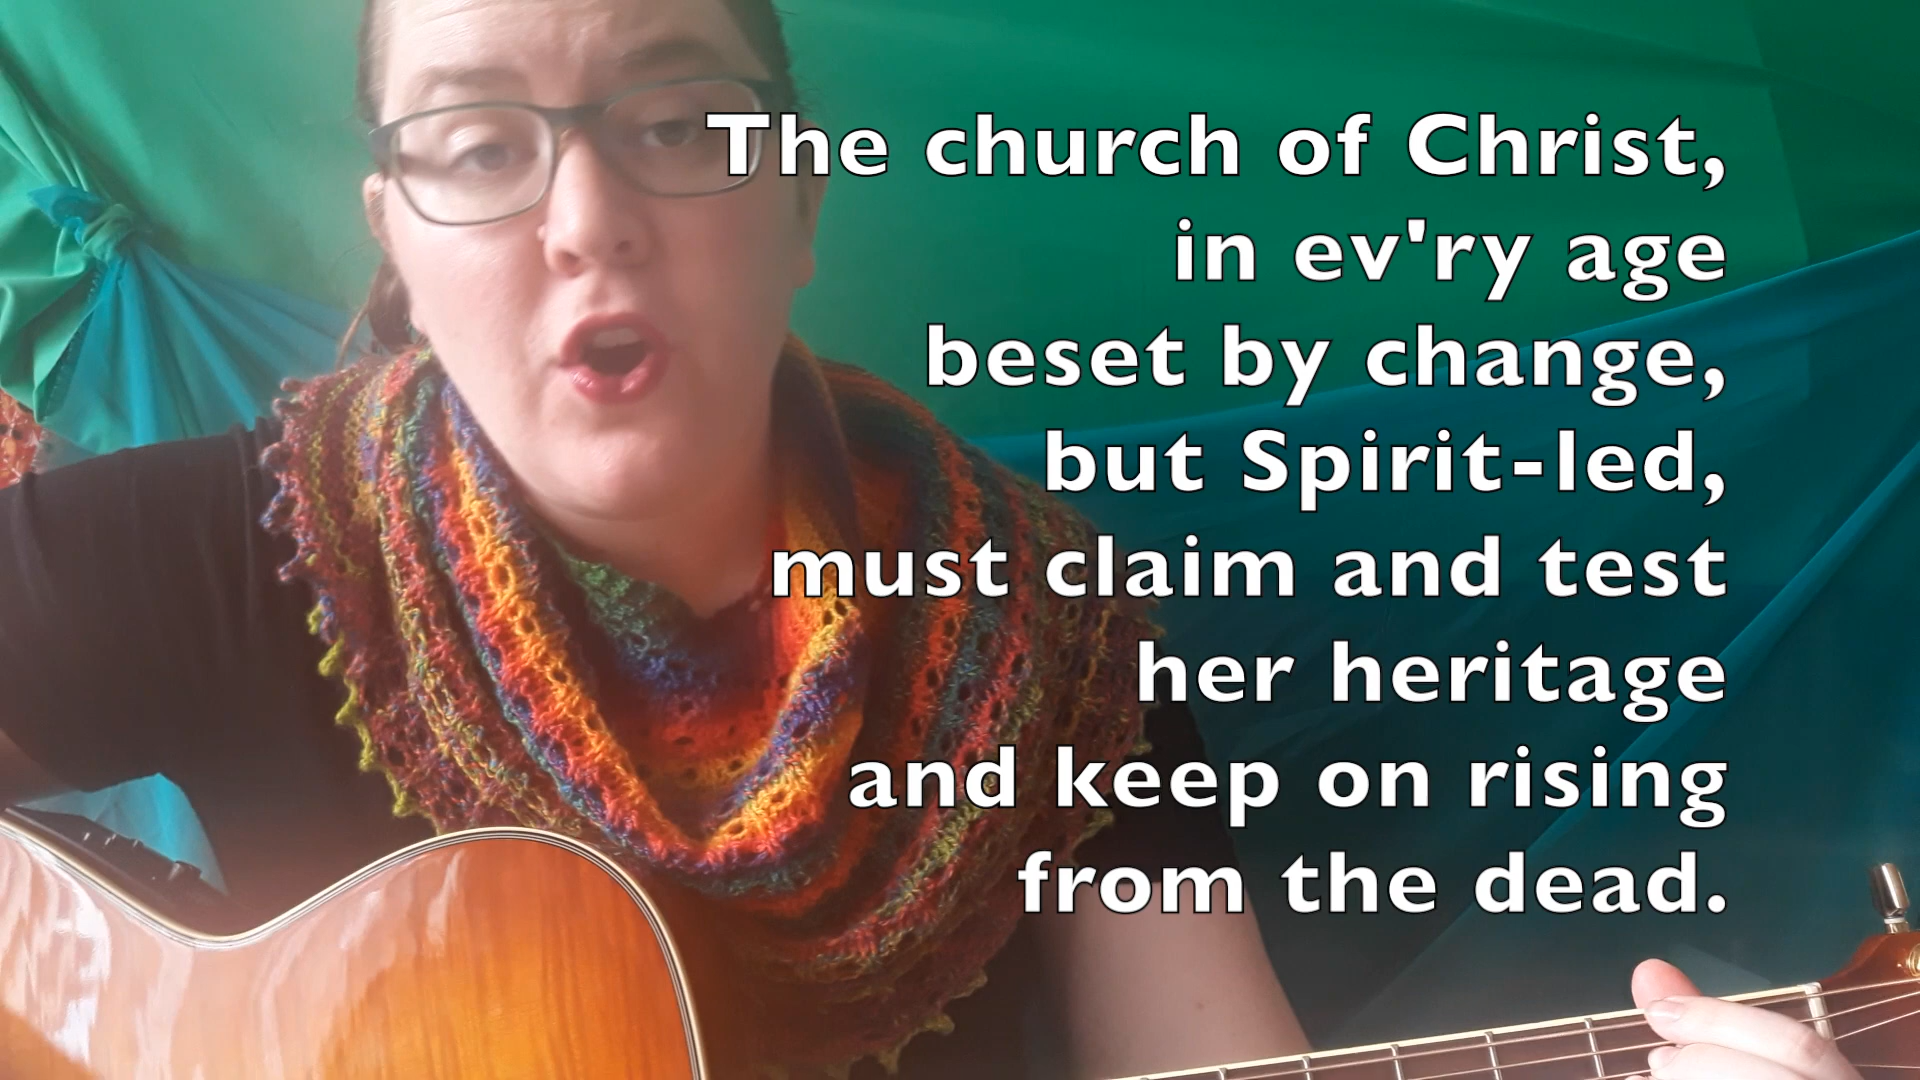 The church of Christ,
in ev'ry age
beset by change,
but Spirit-led,
must claim and test
her heritage
and keep on rising
from the dead.